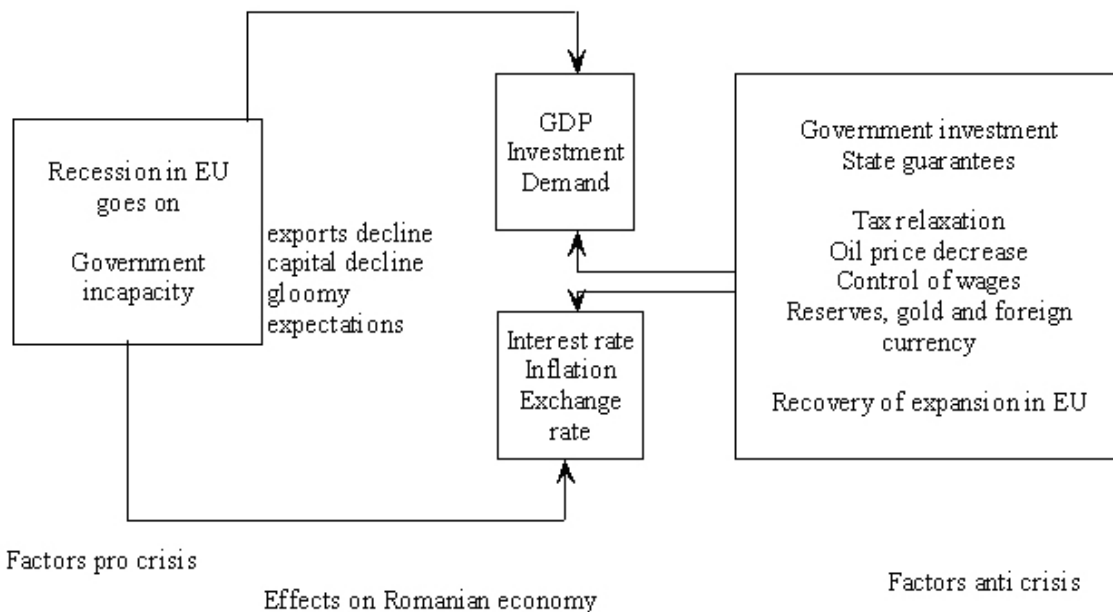 Recession in EU
goes on
Government
incapacity
exports decline
capital decline
gloomy
expectations
GDP
Investment
Demand
Interest rate
Inflation
Exchange
rate
Government investment
State guarantees
Tax relaxation
Oil price decrease
Control of wages
Reserves, gold and foreign
currency
Recovery of expansion in EU
Factors pro crisis
Effects on Romanian economy
Factors anti crisis